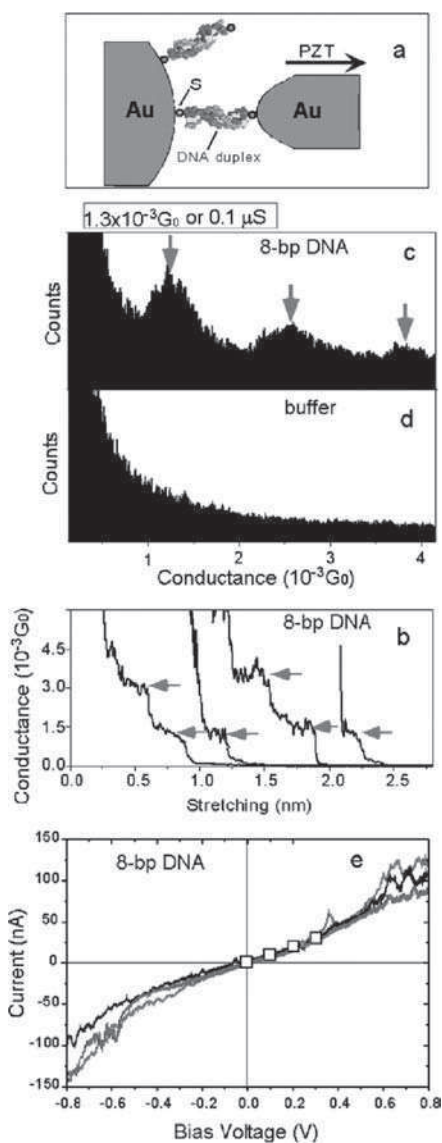 PZT
a
S
Au
Au
DNA duplex
1.3x10⁻³G₀ or 0.1 μS
8-bp DNA
c
Counts
buffer
d
Counts
1 2 3 4
Conductance (10⁻³G₀)
8-bp DNA
b
Conductance (10⁻³G₀)
4.5
3.0
1.5
0.0
0.0 0.5 1.0 1.5 2.0 2.5
Stretching (nm)
8-bp DNA
e
Current (nA)
150
100
50
0
-50
-100
-150
-0.8 -0.6 -0.4 -0.2 0.0 0.2 0.4 0.6 0.8
Bias Voltage (V)